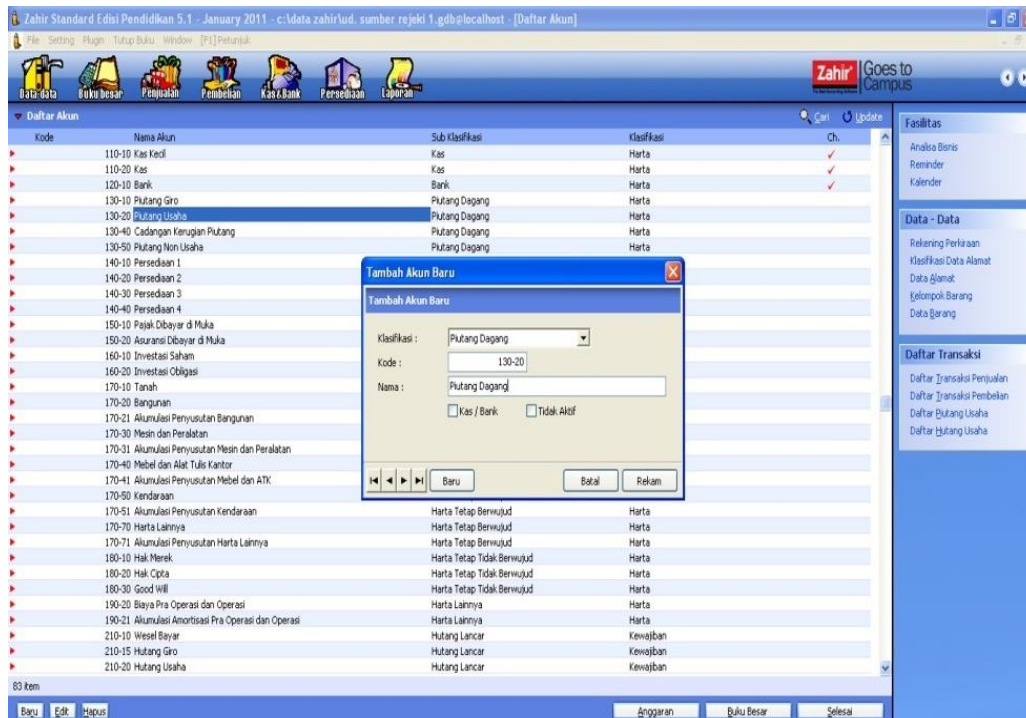 Zahir Standard Edisi Pendidikan 5.1 - January 2011 - c:\data zahir\ud. sumber rejeki 1.gdb@localhost - [Daftar Akun]
File Setting Plugin Tutup Buku Window [F1] Petunjuk
Data-data Buku besar Penjualan Pembelian Kas&Bank Persediaan Laporan
Zahir Goes to Campus
Daftar Akun Cari Update
Kode Nama Akun Sub Klasifikasi Klasifikasi Ch.
110-10 Kas Kecil Kas Harta
110-20 Kas Kas Harta
120-10 Bank Bank Harta
130-10 Piutang Giro Piutang Dagang Harta
130-20 Piutang Usaha Piutang Dagang Harta
130-40 Cadangan Kerugian Piutang Piutang Dagang Harta
130-50 Piutang Non Usaha Piutang Dagang Harta
140-10 Persediaan 1
140-20 Persediaan 2
140-30 Persediaan 3
140-40 Persediaan 4
150-10 Pajak Dibayar di Muka
150-20 Asuransi Dibayar di Muka
160-10 Investasi Saham
160-20 Investasi Obligasi
170-10 Tanah
170-20 Bangunan
170-21 Akumulasi Penyusutan Bangunan
170-30 Mesin dan Peralatan
170-31 Akumulasi Penyusutan Mesin dan Peralatan
170-40 Mebel dan Alat Tulis Kantor
170-41 Akumulasi Penyusutan Mebel dan ATK
170-50 Kendaraan
170-51 Akumulasi Penyusutan Kendaraan Harta Tetap Berwujud Harta
170-70 Harta Lainnya Harta Tetap Berwujud Harta
170-71 Akumulasi Penyusutan Harta Lainnya Harta Tetap Berwujud Harta
180-10 Hak Merek Harta Tetap Tidak Berwujud Harta
180-20 Hak Cipta Harta Tetap Tidak Berwujud Harta
180-30 Good Will Harta Tetap Tidak Berwujud Harta
190-20 Biaya Pra Operasi dan Operasi Harta Lainnya Harta
190-21 Akumulasi Amortisasi Pra Operasi dan Operasi Harta Lainnya Harta
210-10 Wesel Bayar Hutang Lancar Kewajiban
210-15 Hutang Giro Hutang Lancar Kewajiban
210-20 Hutang Usaha Hutang Lancar Kewajiban
83 item
Baru Edit Hapus Anggaran Buku Besar Selesai
Tambah Akun Baru
Tambah Akun Baru
Klasifikasi : Piutang Dagang
Kode : 130-20
Nama : Piutang Dagang
Kas / Bank Tidak Aktif
Baru Batal Rekam
Fasilitas
Analisa Bisnis
Reminder
Kalender
Data - Data
Rekening Perkiraan
Klasifikasi Data Alamat
Data Alamat
Kelompok Barang
Data Barang
Daftar Transaksi
Daftar Transaksi Penjualan
Daftar Transaksi Pembelian
Daftar Piutang Usaha
Daftar Hutang Usaha